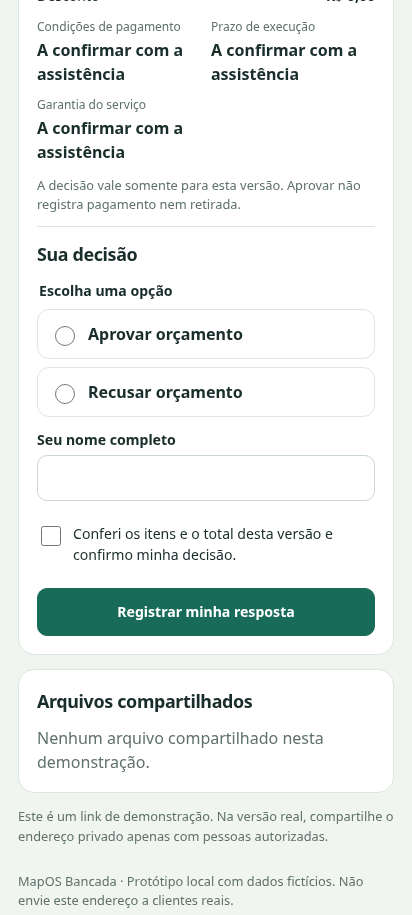 Condições de pagamento
Prazo de execução
A confirmar com a
assistência
A confirmar com a
assistência
Garantia do serviço
A confirmar com a
assistência
A decisão vale somente para esta versão. Aprovar não
registra pagamento nem retirada.
Sua decisão
Escolha uma opção
Aprovar orçamento
Recusar orçamento
Seu nome completo
Conferi os itens e o total desta versão e
confirmo minha decisão.
Registrar minha resposta
Arquivos compartilhados
Nenhum arquivo compartilhado nesta
demonstração.
Este é um link de demonstração. Na versão real, compartilhe o
endereço privado apenas com pessoas autorizadas.
MapOS Bancada · Protótipo local com dados fictícios. Não
envie este endereço a clientes reais.